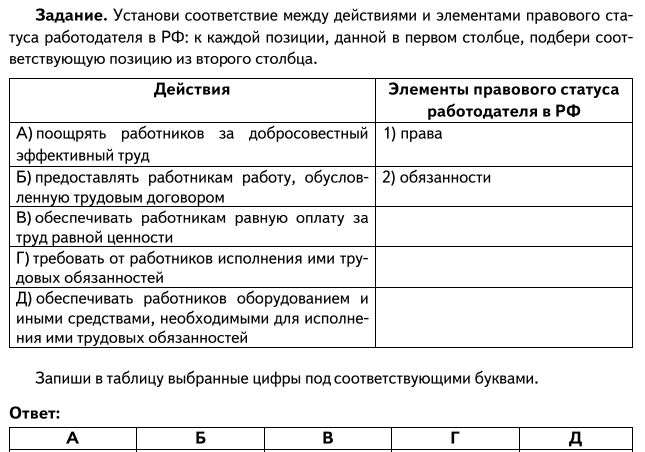 Задание. Установи соответствие между действиями и элементами правового ста-
туса работодателя в РФ: к каждой позиции, данной в первом столбце, подбери соот-
ветствующую позицию из второго столбца.
Действия
Элементы правового статуса
работодателя в РФ
А) поощрять работников за добросовестный
эффективный труд
1) права
Б) предоставлять работникам работу, обуслов-
ленную трудовым договором
2) обязанности
В) обеспечивать работникам равную оплату за
труд равной ценности
Г) требовать от работников исполнения ими тру-
довых обязанностей
Д) обеспечивать работников оборудованием и
иными средствами, необходимыми для исполне-
ния ими трудовых обязанностей
Запиши в таблицу выбранные цифры под соответствующими буквами.
Ответ:
А Б В Г Д